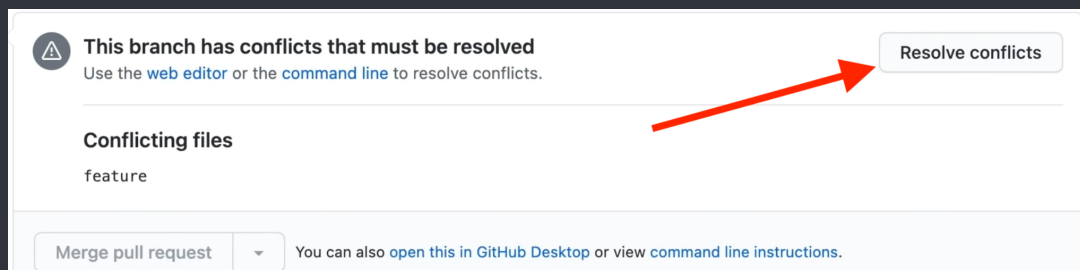 This branch has conflicts that must be resolved
Resolve conflicts
Use the web editor or the command line to resolve conflicts.
Conflicting files
feature
Merge pull request
You can also open this in GitHub Desktop or view command line instructions.